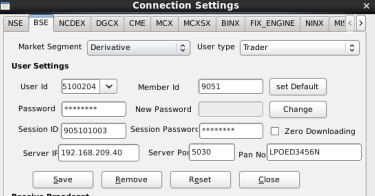 Connection Settings
NSE BSE NCDEX DGCX CME MCX MCXSX BINX FIX_ENGINE NINX
Market Segment Derivative User type Trader
User Settings
User Id 5100204 Member Id 9051 set Default
Password ******** New Password Change
Session ID 905101003 Session Password ******** Zero Downloading
Server IP 192.168.209.40 Server Por 5030 Pan No LPOED3456N
Save Remove Reset Close